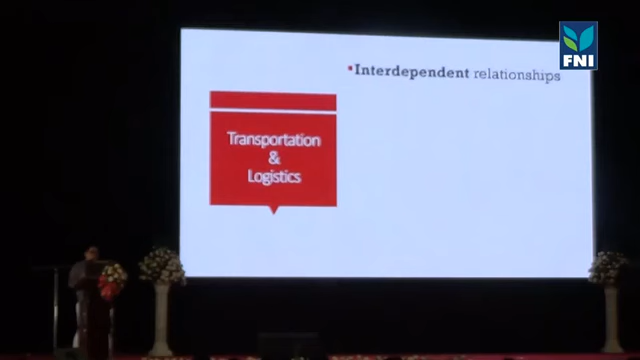 FNI
▪Interdependent relationships
Transportation
&
Logistics